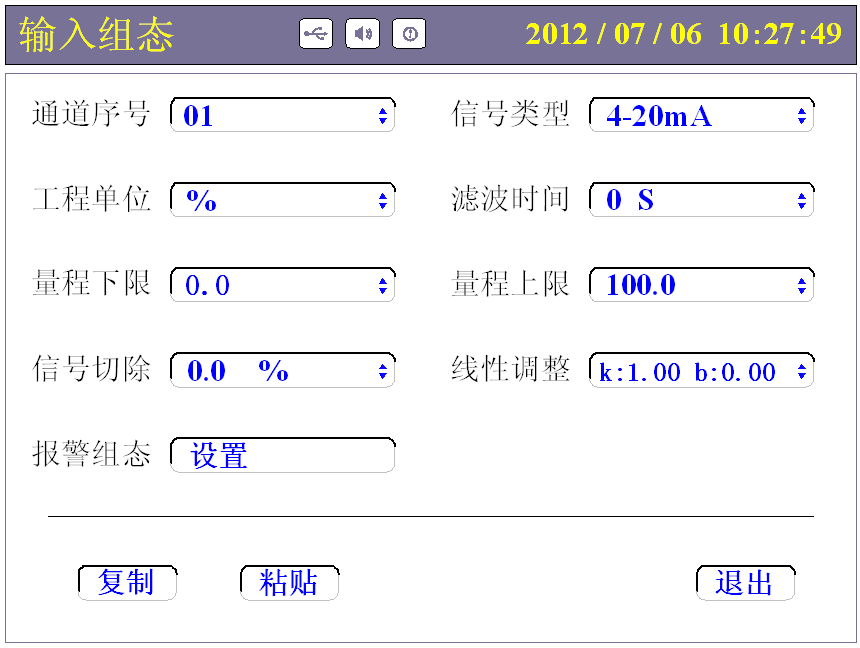 输入组态 2012 / 07 / 06 10:27:49
通道序号 01 信号类型 4-20mA
工程单位 % 滤波时间 0 S
量程下限 0.0 量程上限 100.0
信号切除 0.0 % 线性调整 k:1.00 b:0.00
报警组态 设置
复制 粘贴 退出